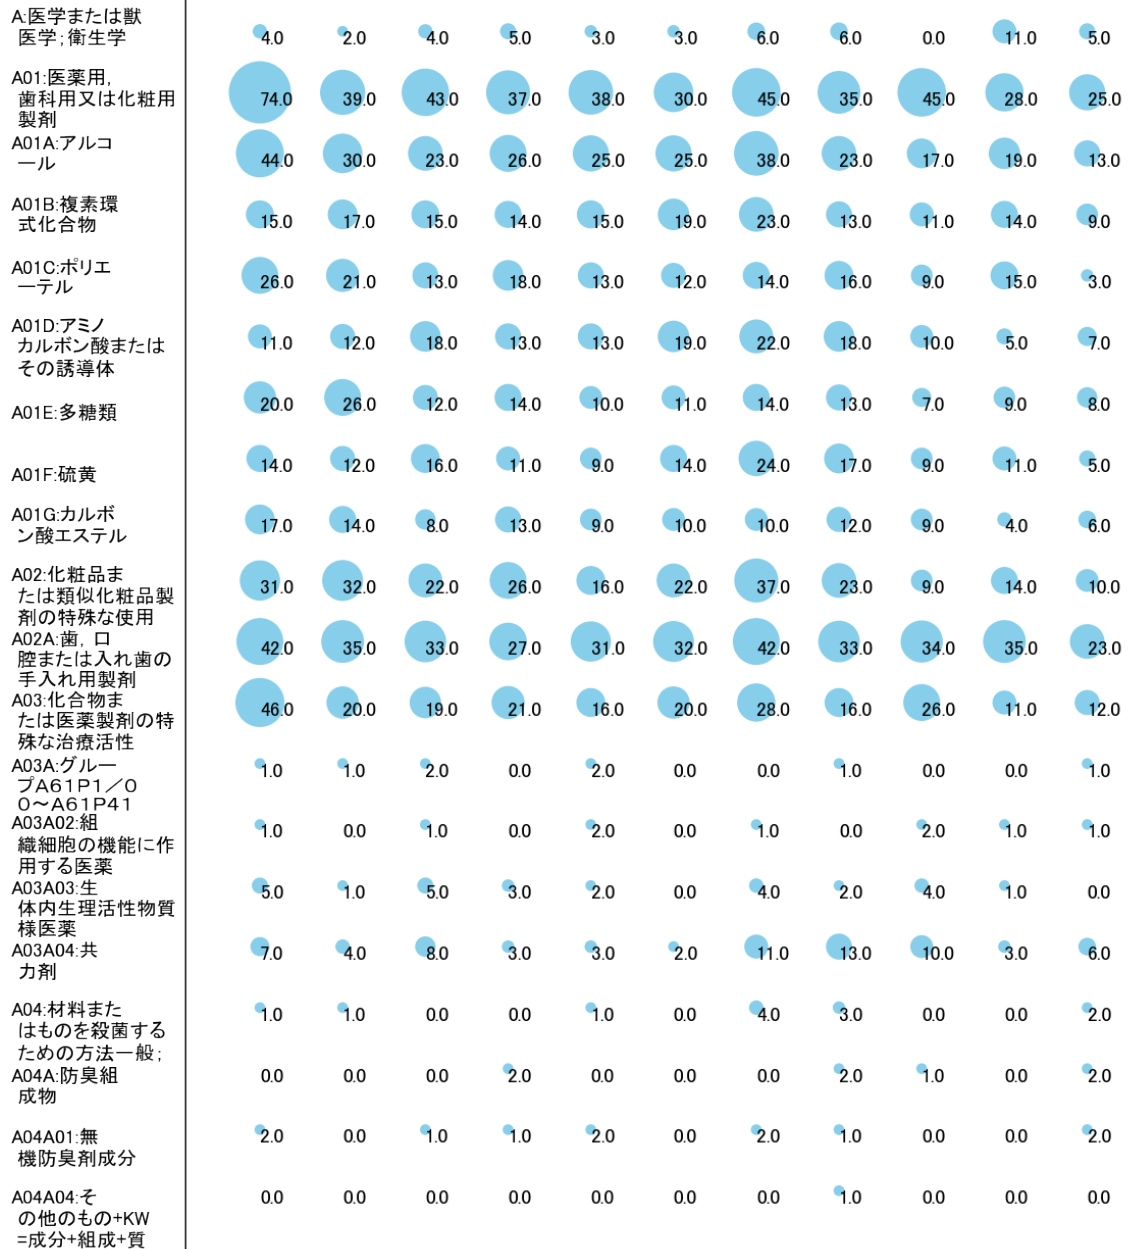 A:医学または獣
医学;衛生学
4.0 2.0 4.0 5.0 3.0 3.0 6.0 6.0 0.0 11.0 5.0
A01:医薬用,
歯科用又は化粧用
製剤
74.0 39.0 43.0 37.0 38.0 30.0 45.0 35.0 45.0 28.0 25.0
A01A:アルコ
ール
44.0 30.0 23.0 26.0 25.0 25.0 38.0 23.0 17.0 19.0 13.0
A01B:複素環
式化合物
15.0 17.0 15.0 14.0 15.0 19.0 23.0 13.0 11.0 14.0 9.0
A01C:ポリエ
ーテル
26.0 21.0 13.0 18.0 13.0 12.0 14.0 16.0 9.0 15.0 3.0
A01D:アミノ
カルボン酸または
その誘導体
11.0 12.0 18.0 13.0 13.0 19.0 22.0 18.0 10.0 5.0 7.0
A01E:多糖類
20.0 26.0 12.0 14.0 10.0 11.0 14.0 13.0 7.0 9.0 8.0
A01F:硫黄
14.0 12.0 16.0 11.0 9.0 14.0 24.0 17.0 9.0 11.0 5.0
A01G:カルボ
ン酸エステル
17.0 14.0 8.0 13.0 9.0 10.0 10.0 12.0 9.0 4.0 6.0
A02:化粧品ま
たは類似化粧品製
剤の特殊な使用
31.0 32.0 22.0 26.0 16.0 22.0 37.0 23.0 9.0 14.0 10.0
A02A:歯, 口
腔または入れ歯の
手入れ用製剤
42.0 35.0 33.0 27.0 31.0 32.0 42.0 33.0 34.0 35.0 23.0
A03:化合物ま
たは医薬製剤の特
殊な治療活性
46.0 20.0 19.0 21.0 16.0 20.0 28.0 16.0 26.0 11.0 12.0
A03A:グルー
プA61P1／0
0～A61P41
1.0 1.0 2.0 0.0 2.0 0.0 0.0 1.0 0.0 0.0 1.0
A03A02:組
織細胞の機能に作
用する医薬
1.0 0.0 1.0 0.0 2.0 0.0 1.0 0.0 2.0 1.0 1.0
A03A03:生
体内生理活性物質
様医薬
5.0 1.0 5.0 3.0 2.0 0.0 4.0 2.0 4.0 1.0 0.0
A03A04:共
力剤
7.0 4.0 8.0 3.0 3.0 2.0 11.0 13.0 10.0 3.0 6.0
A04:材料また
はものを殺菌する
ための方法一般;
1.0 1.0 0.0 0.0 1.0 0.0 4.0 3.0 0.0 0.0 2.0
A04A:防臭組
成物
0.0 0.0 0.0 2.0 0.0 0.0 0.0 2.0 1.0 0.0 2.0
A04A01:無
機防臭剤成分
2.0 0.0 1.0 1.0 2.0 0.0 2.0 1.0 0.0 0.0 2.0
A04A04:そ
の他のもの+KW
=成分+組成+質
0.0 0.0 0.0 0.0 0.0 0.0 0.0 1.0 0.0 0.0 0.0